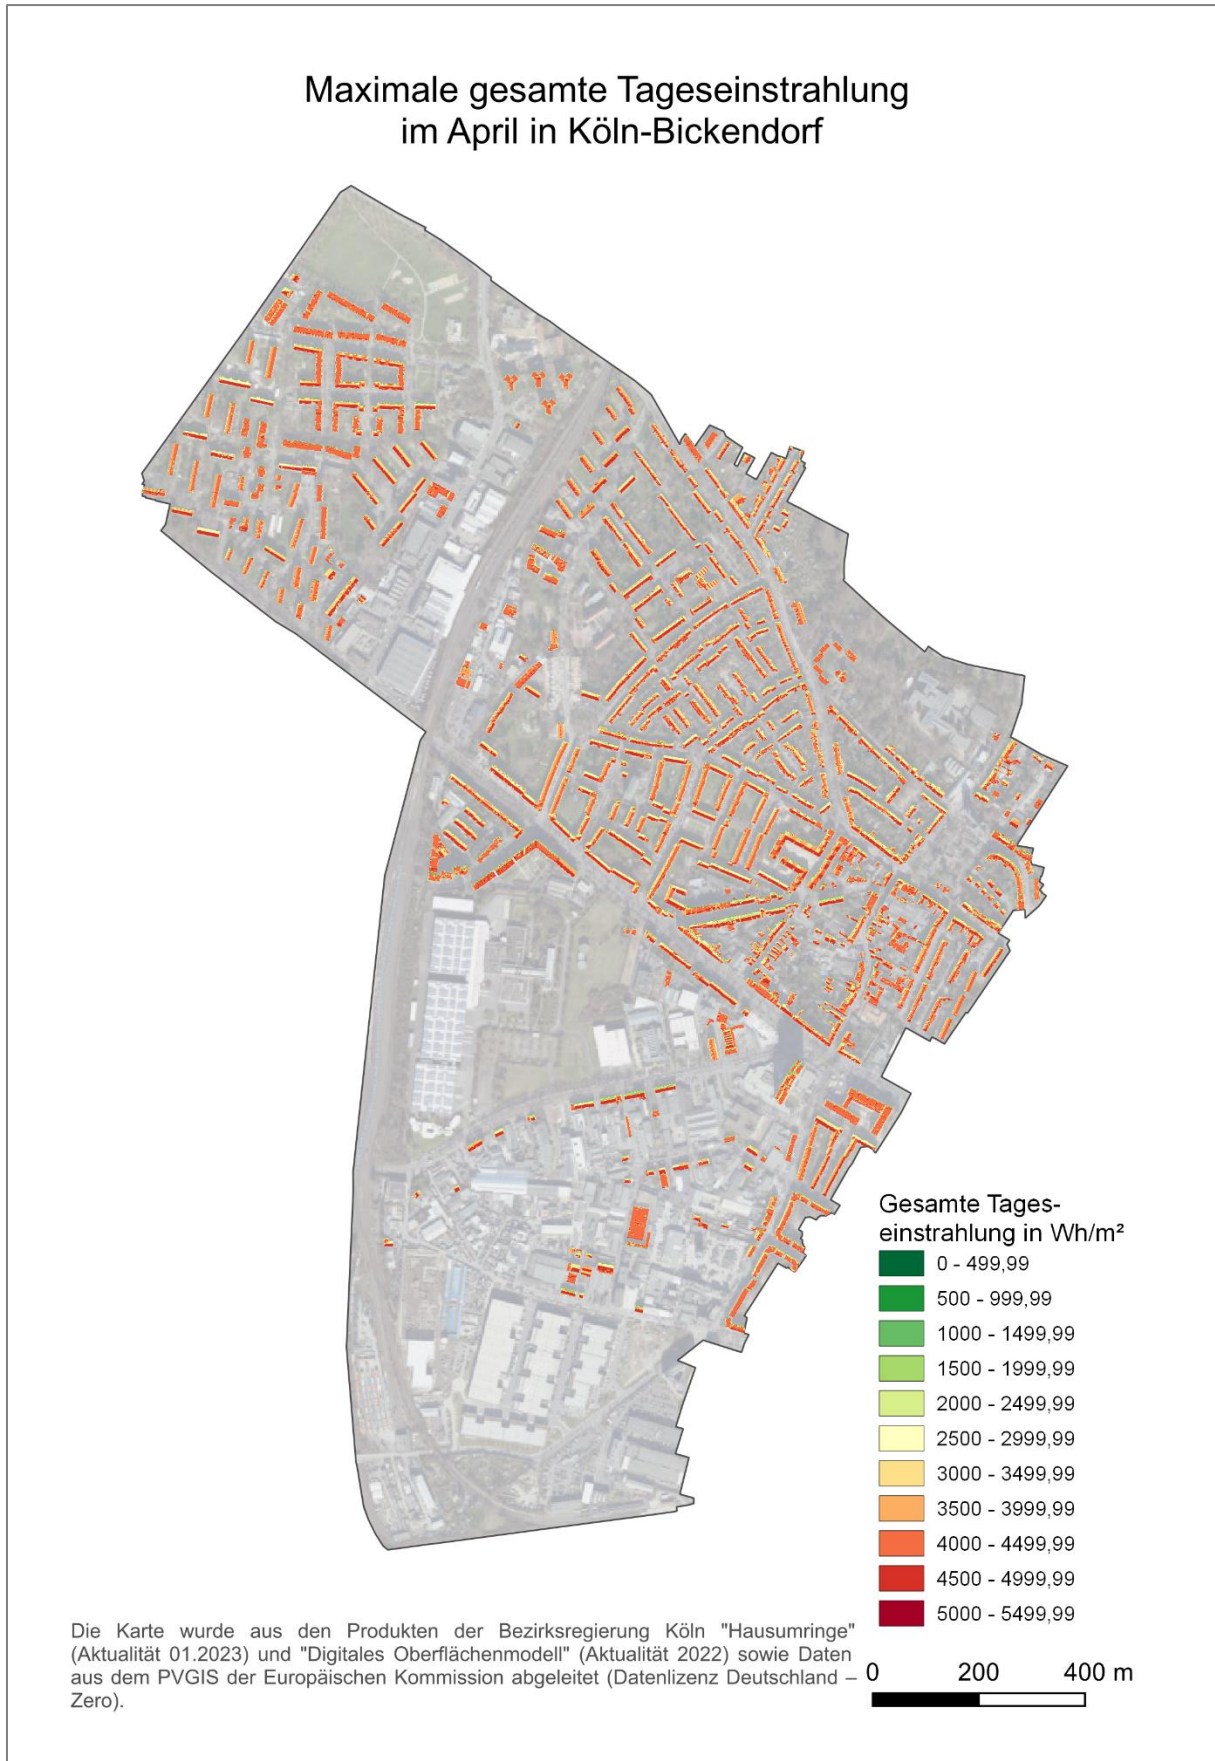 Maximale gesamte Tageseinstrahlung
im April in Köln-Bickendorf
Gesamte Tages-
einstrahlung in Wh/m²
0 - 499,99
500 - 999,99
1000 - 1499,99
1500 - 1999,99
2000 - 2499,99
2500 - 2999,99
3000 - 3499,99
3500 - 3999,99
4000 - 4499,99
4500 - 4999,99
5000 - 5499,99
Die Karte wurde aus den Produkten der Bezirksregierung Köln "Hausumringe"
(Aktualität 01.2023) und "Digitales Oberflächenmodell" (Aktualität 2022) sowie Daten
aus dem PVGIS der Europäischen Kommission abgeleitet (Datenlizenz Deutschland –
Zero).
0 200 400 m